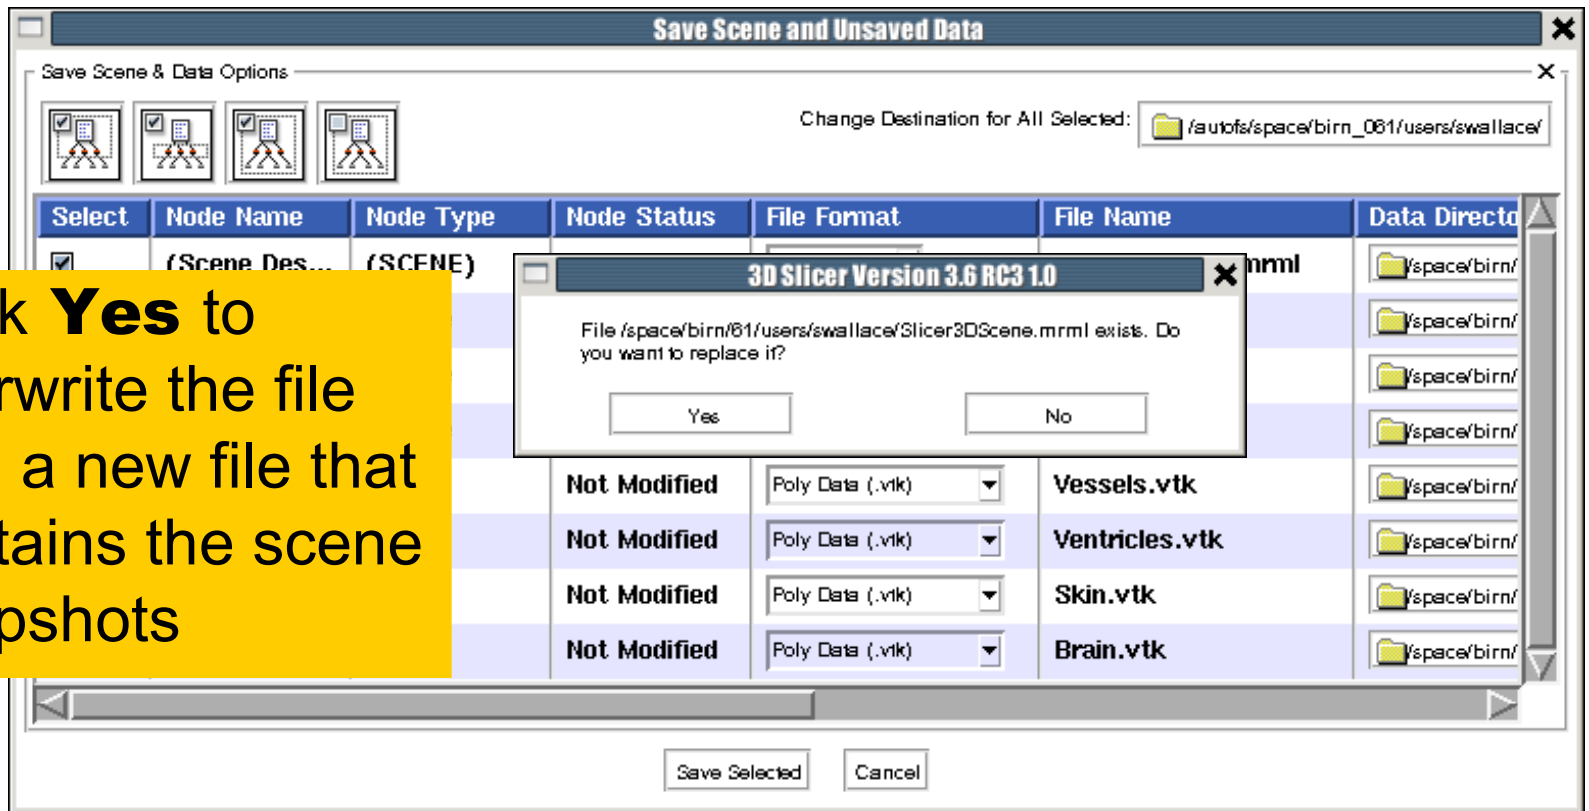 Save Scene and Unsaved Data
Save Scene & Data Options
Change Destination for All Selected: /autofs/space/birn_061/users/swallace/
Select Node Name Node Type Node Status File Format File Name Data Directo
(Scene Des... (SCENE) mrml /space/birn/
3D Slicer Version 3.6 RC3 1.0
File /space/birn/61/users/swallace/Slicer3DScene.mrml exists. Do
you want to replace it?
Yes No
k Yes to
rwrite the file
a new file that
tains the scene
pshots
/space/birn/
/space/birn/
/space/birn/
Not Modified Poly Data (.vtk) Vessels.vtk /space/birn/
Not Modified Poly Data (.vtk) Ventricles.vtk /space/birn/
Not Modified Poly Data (.vtk) Skin.vtk /space/birn/
Not Modified Poly Data (.vtk) Brain.vtk /space/birn/
Save Selected Cancel